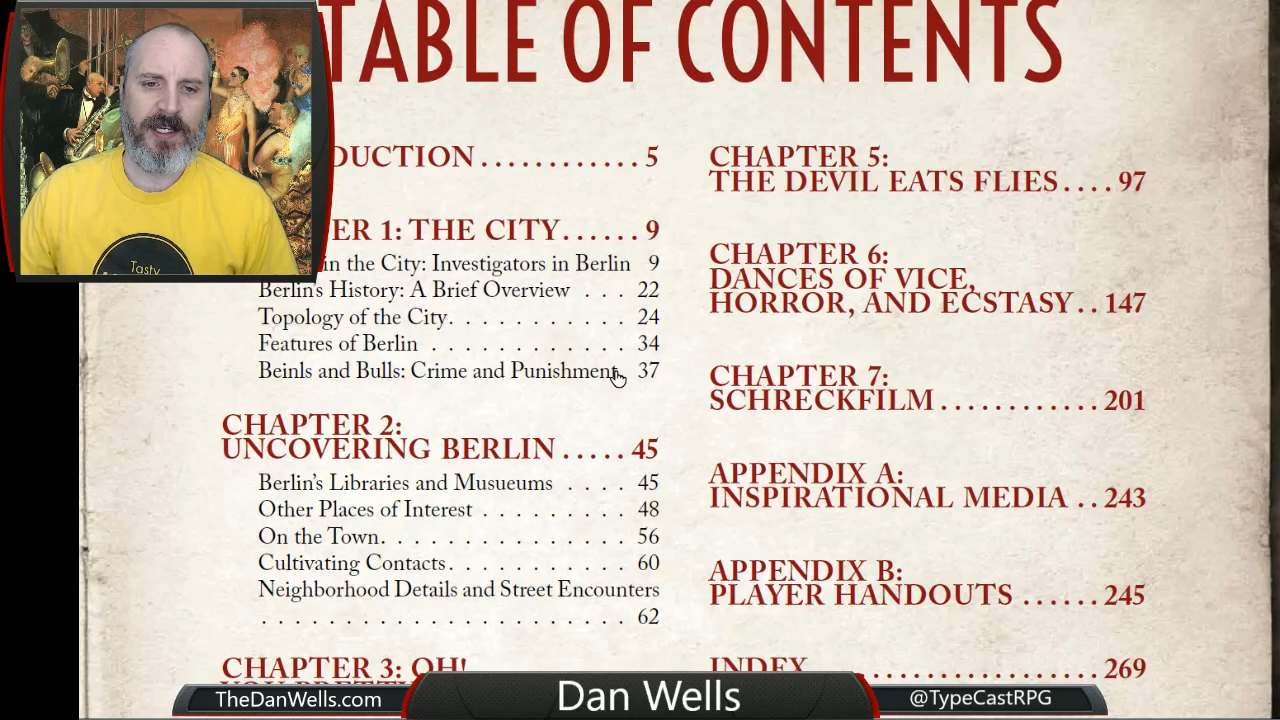 TABLE OF CONTENTS
DUCTION............ 5
ER 1: THE CITY...... 9
in the City: Investigators in Berlin 9
Berlin's History: A Brief Overview . . . 22
Topology of the City. . . . . . . . . . . 24
Features of Berlin . . . . . . . . . . . . 34
Beinls and Bulls: Crime and Punishment. 37
CHAPTER 2:
UNCOVERING BERLIN ..... 45
Berlin's Libraries and Musueums . . . . 45
Other Places of Interest . . . . . . . . . 48
On the Town. . . . . . . . . . . . . . . 56
Cultivating Contacts. . . . . . . . . . . 60
Neighborhood Details and Street Encounters
. . . . . . . . . . . . . . . . . . . . . . 62
CHAPTER 3: OH!
CHAPTER 5:
THE DEVIL EATS FLIES.... 97
CHAPTER 6:
DANCES OF VICE,
HORROR, AND ECSTASY.. 147
CHAPTER 7:
SCHRECKFILM ............ 201
APPENDIX A:
INSPIRATIONAL MEDIA .. 243
APPENDIX B:
PLAYER HANDOUTS ...... 245
INDEX.................... 269
Tasty
TheDanWells.com
Dan Wells
@TypeCastRPG